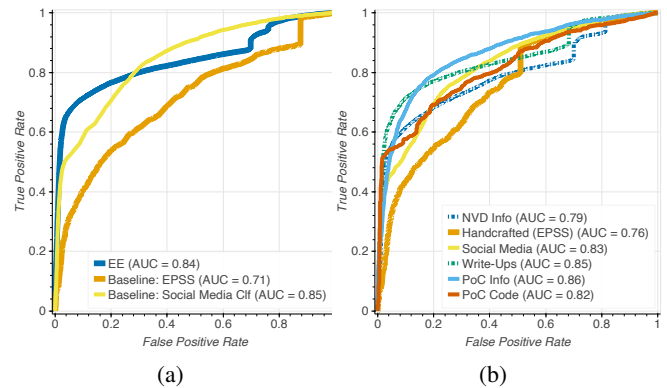 True Positive Rate
1
0.8
0.6
0.4
0.2
0
EE (AUC = 0.84)
Baseline: EPSS (AUC = 0.71)
Baseline: Social Media Clf (AUC = 0.85)
0
0.2
0.4
0.6
0.8
False Positive Rate
(a)
True Positive Rate
1
0.8
0.6
0.4
0.2
0
NVD Info (AUC = 0.79)
Handcrafted (EPSS) (AUC = 0.76)
Social Media (AUC = 0.83)
Write-Ups (AUC = 0.85)
PoC Info (AUC = 0.86)
PoC Code (AUC = 0.82)
0
0.2
0.4
0.6
0.8
1
False Positive Rate
(b)